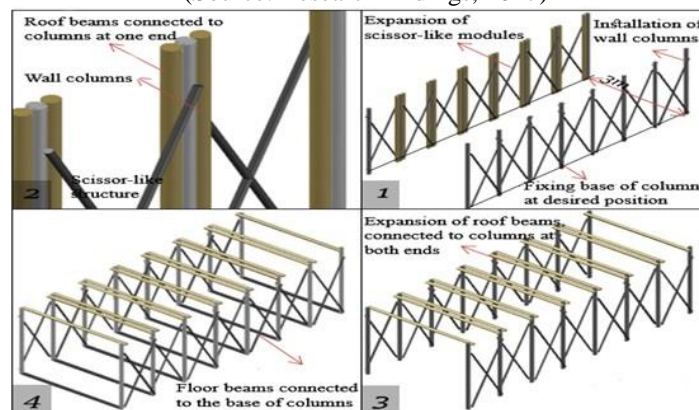 Roof beams connected to
columns at one end
Wall columns
Scissor-like
structure
2
Expansion of
scissor-like modules
Installation of
wall columns
3m
Fixing base of column
at desired position
1
Floor beams connected
to the base of columns
4
Expansion of roof beams
connected to columns at
both ends
3